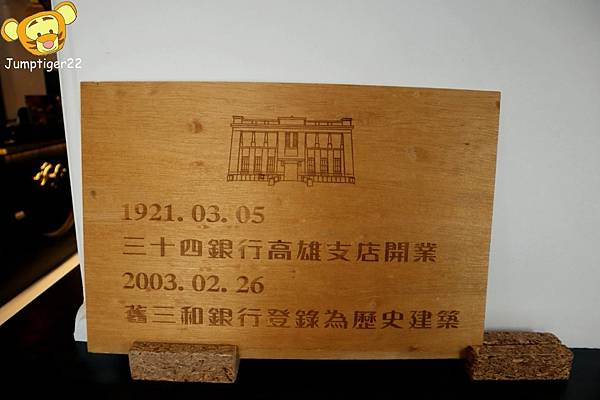 Jumptiger22
1921. 03. 05
三十四銀行高雄支店開業
2003. 02. 26
舊三和銀行登錄為歷史建築